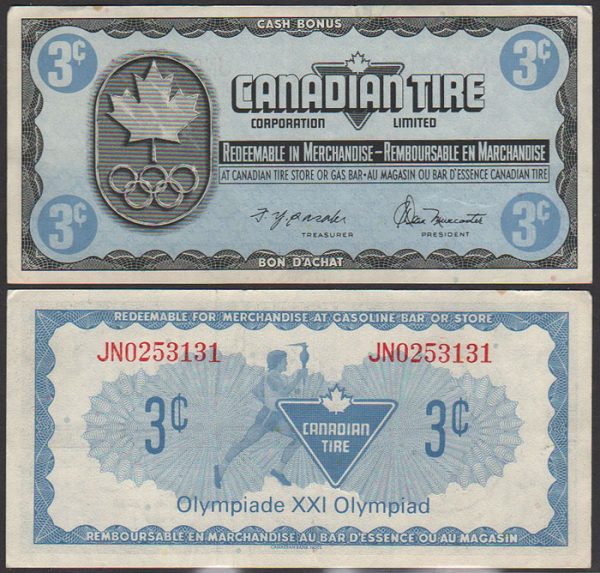 CASH BONUS
3¢ 3¢
CANADIAN TIRE
CORPORATION LIMITED
REDEEMABLE IN MERCHANDISE – REMBOURSABLE EN MARCHANDISE
AT CANADIAN TIRE STORE OR GAS BAR • AU MAGASIN OU BAR D'ESSENCE CANADIAN TIRE
3¢ 3¢
TREASURER PRESIDENT
BON D'ACHAT
REDEEMABLE FOR MERCHANDISE AT GASOLINE BAR OR STORE
JN0253131 JN0253131
3¢ 3¢
CANADIAN
TIRE
Olympiade XXI Olympiad
REMBOURSABLE EN MARCHANDISE AU BAR D'ESSENCE OU AU MAGASIN
CANADIAN BANK NOTE